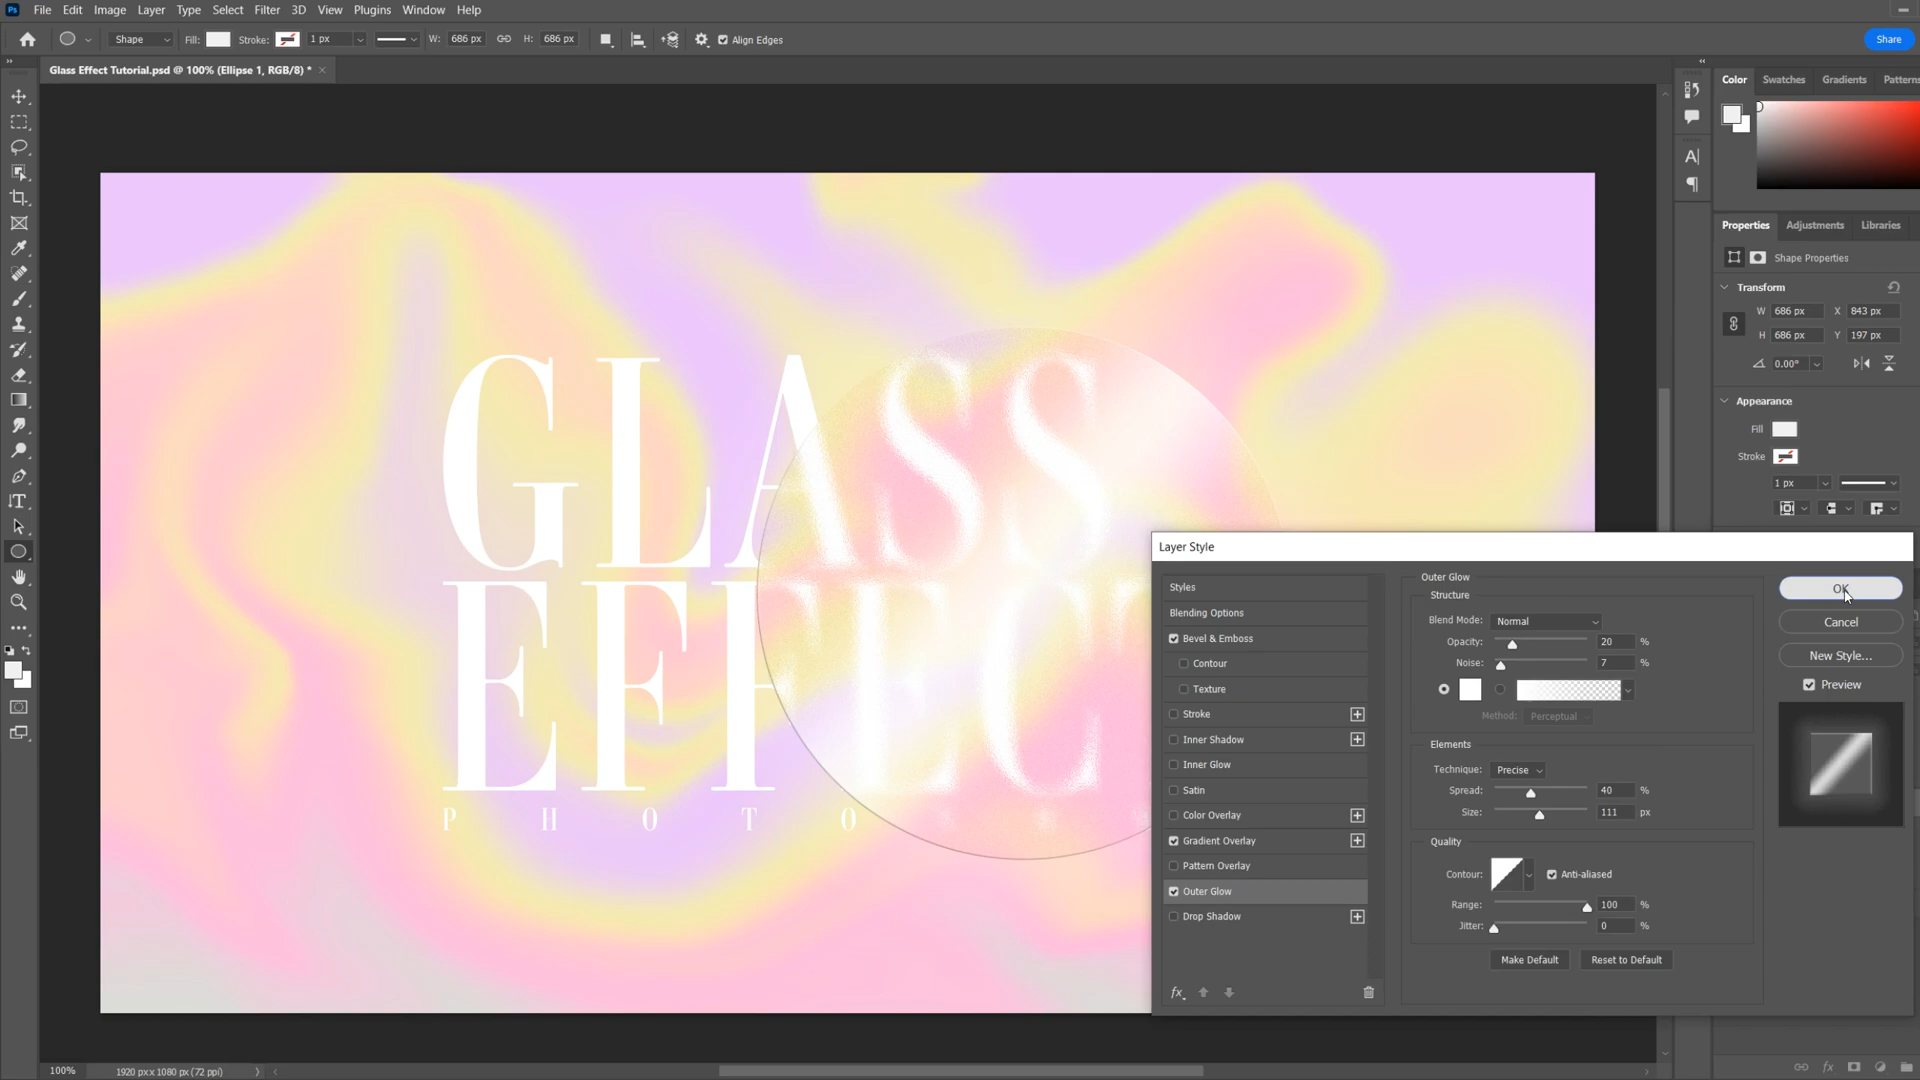 Ps File Edit Image Layer Type Select Filter 3D View Plugins Window Help
Shape Fill: Stroke: 1 px W: 686 px H: 686 px Align Edges Share
Glass Effect Tutorial.psd @ 100% (Ellipse 1, RGB/8) *
Color Swatches Gradients Patterns
Properties Adjustments Libraries
Shape Properties
Transform
W 686 px X 843 px
H 686 px Y 197 px
0.00°
Appearance
Fill
Stroke
1 px
GLASS
EFFECT
P H O T O
Layer Style
Styles
Blending Options
Bevel & Emboss
Contour
Texture
Stroke
Inner Shadow
Inner Glow
Satin
Color Overlay
Gradient Overlay
Pattern Overlay
Outer Glow
Drop Shadow
fx
Outer Glow
Structure
Blend Mode: Normal
Opacity: 20 %
Noise: 7 %
Method: Perceptual
Elements
Technique: Precise
Spread: 40 %
Size: 111 px
Quality
Contour: Anti-aliased
Range: 100 %
Jitter: 0 %
Make Default Reset to Default
OK
Cancel
New Style...
Preview
100% 1920 px x 1080 px (72 ppi)
fx